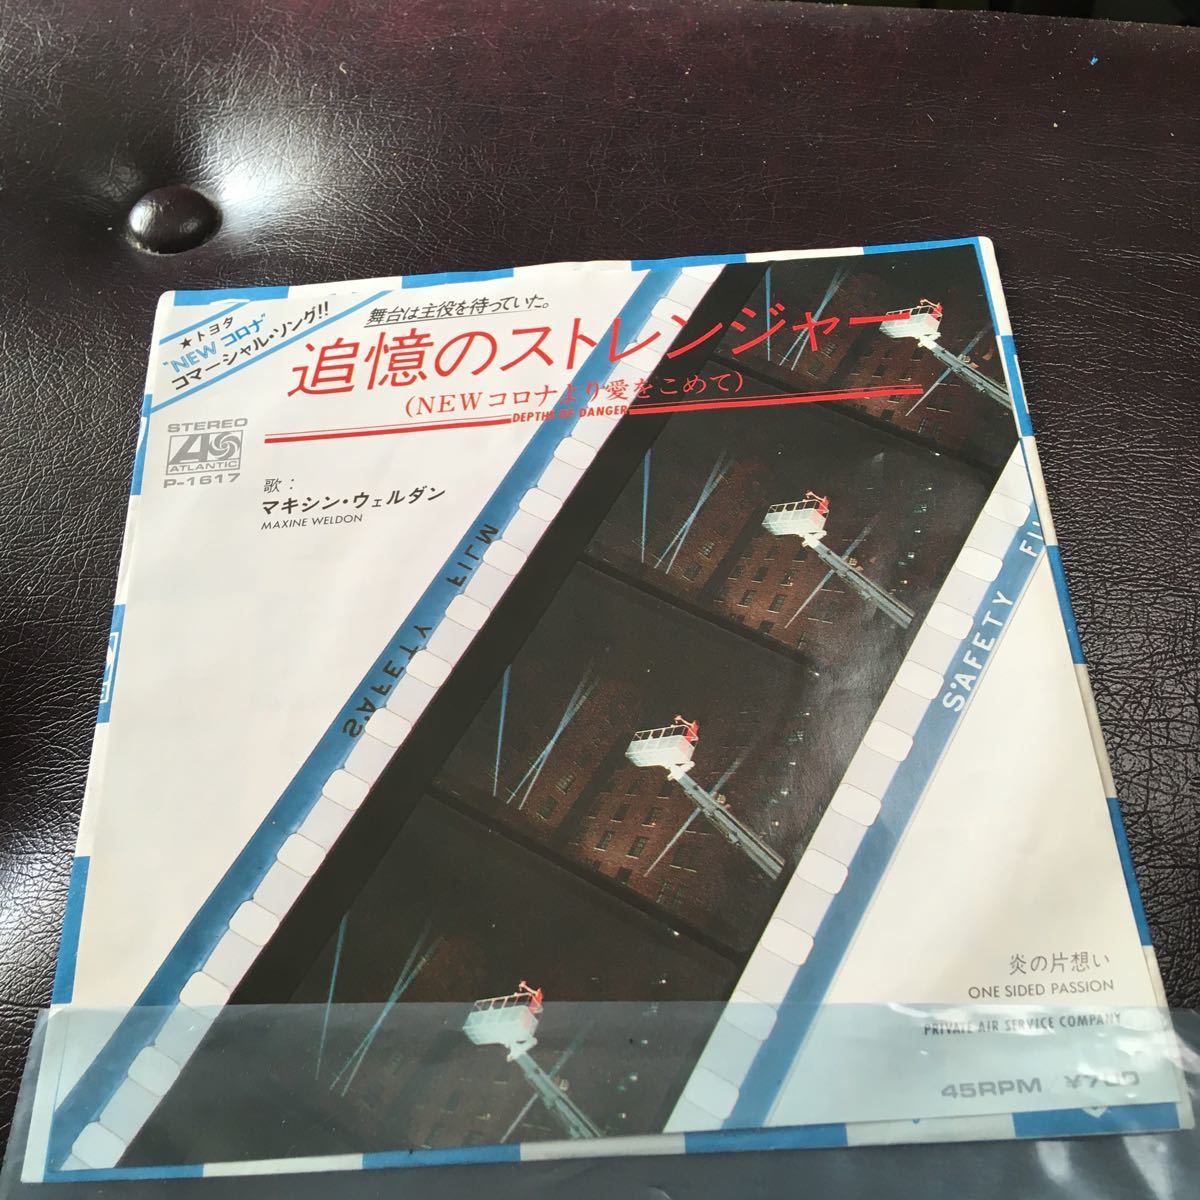 ★トヨタ
"NEW コロナ"
コマーシャル・ソング!!
舞台は主役を待っていた。
追憶のストレンジャー
(NEWコロナより愛をこめて)
DEPTHS OF DANGER
STEREO
ATLANTIC
P-1617
歌:
マキシン・ウェルダン
MAXINE WELDON
SAFETY FILM
SAFETY FIL
炎の片想い
ONE SIDED PASSION
PRIVATE AIR SERVICE COMPANY
45RPM/¥700